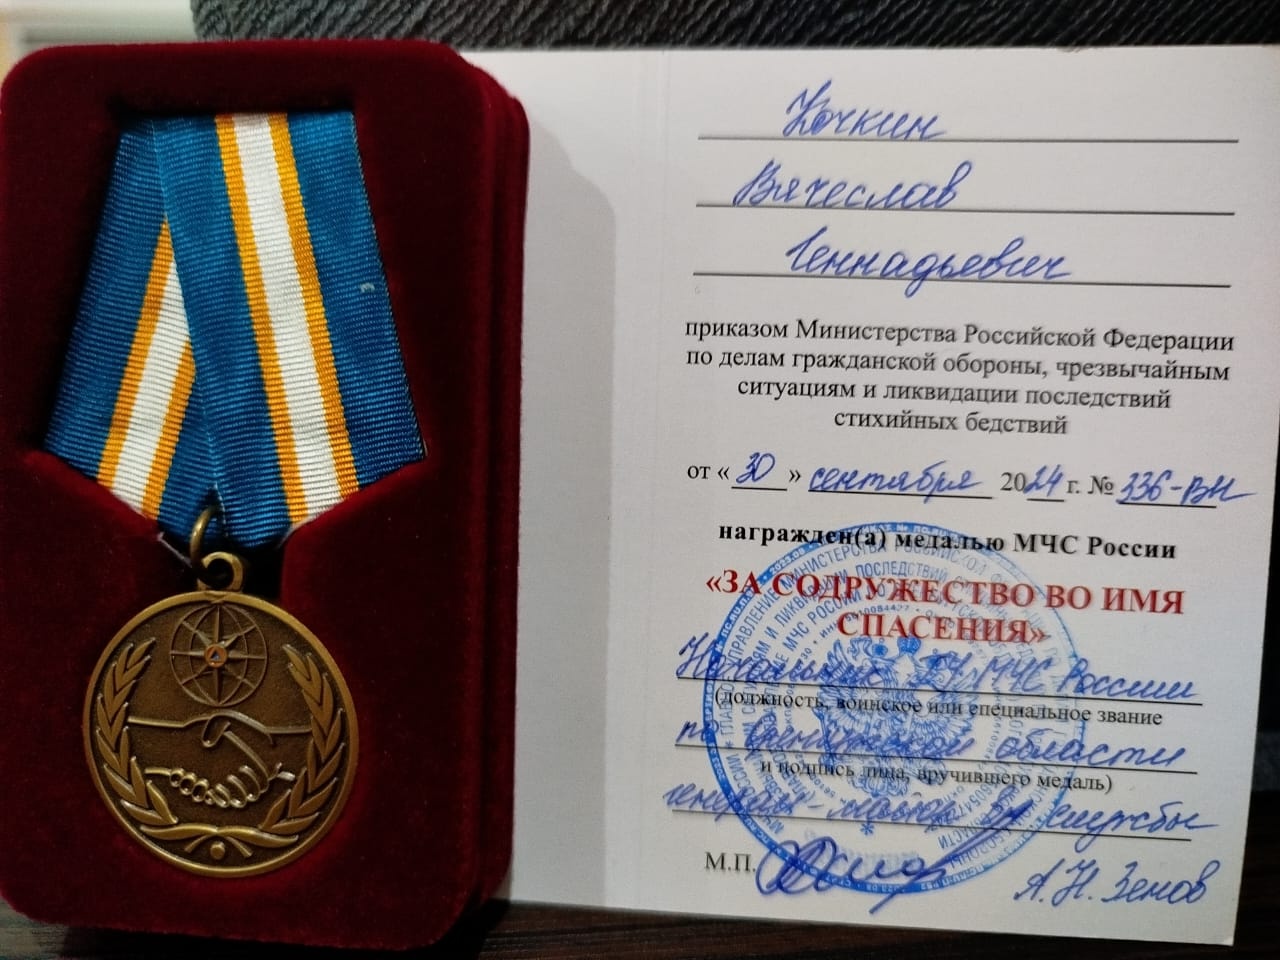 Кочкин
Вячеслав
Геннадьевич
приказом Министерства Российской Федерации
по делам гражданской обороны, чрезвычайным
ситуациям и ликвидации последствий
стихийных бедствий
от «30» сентября 2024 г. № 336-ВН
награжден(а) медалью МЧС России
«ЗА СОДРУЖЕСТВО ВО ИМЯ
СПАСЕНИЯ»
Начальник ГУ МЧС России
(должность, воинское или специальное звание
по области
и подпись лица, вручившего медаль)
генерал-майор вн службы
М.П.
А.Н. Зенов